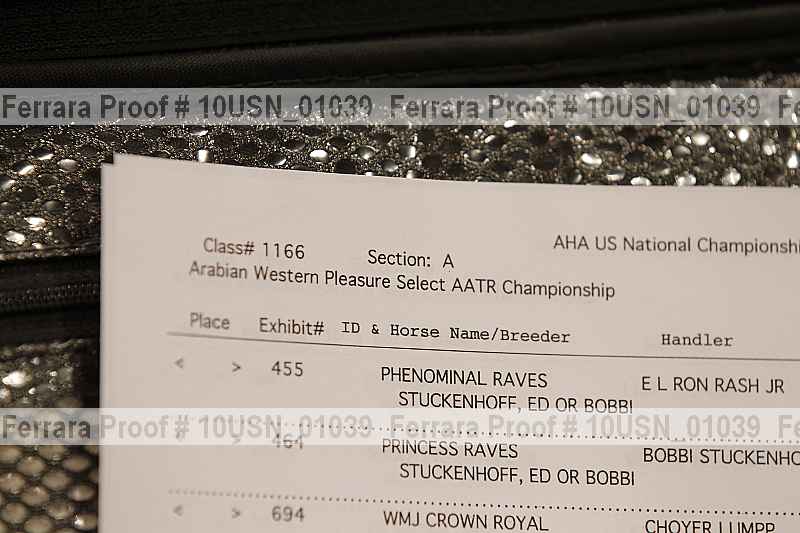 Ferrara Proof # 10USN_01039 Ferrara Proof # 10USN_01039
Class# 1166 Section: A AHA US National
Arabian Western Pleasure Select AATR Championship
Place Exhibit# ID & Horse Name/Breeder Handler
< > 455 PHENOMINAL RAVES E L RON RASH JR
STUCKENHOFF, ED OR BOBBI
Ferrara Proof # 10USN_01039 Ferrara Proof # 10USN_01039
< > 464 PRINCESS RAVES BOBBI
STUCKENHOFF, ED OR BOBBI
< > 694 WMJ CROWN ROYAL CHOYER LUMPP